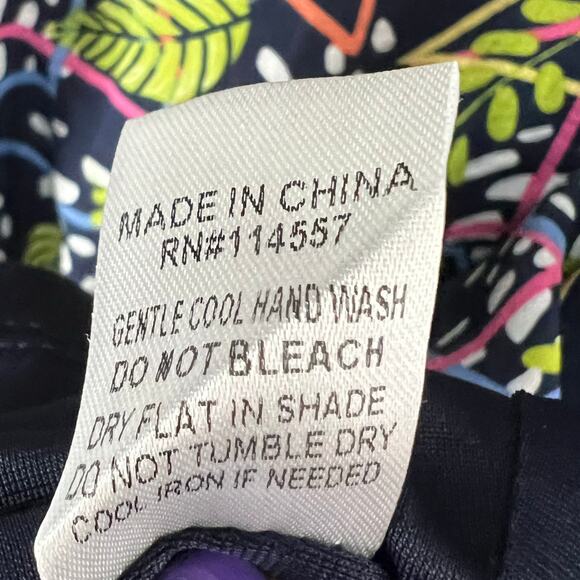 MADE IN CHINA
RN#114557
GENTLE COOL HAND WASH
DO NOT BLEACH
DRY FLAT IN SHADE
DO NOT TUMBLE DRY
COOL IRON IF NEEDED